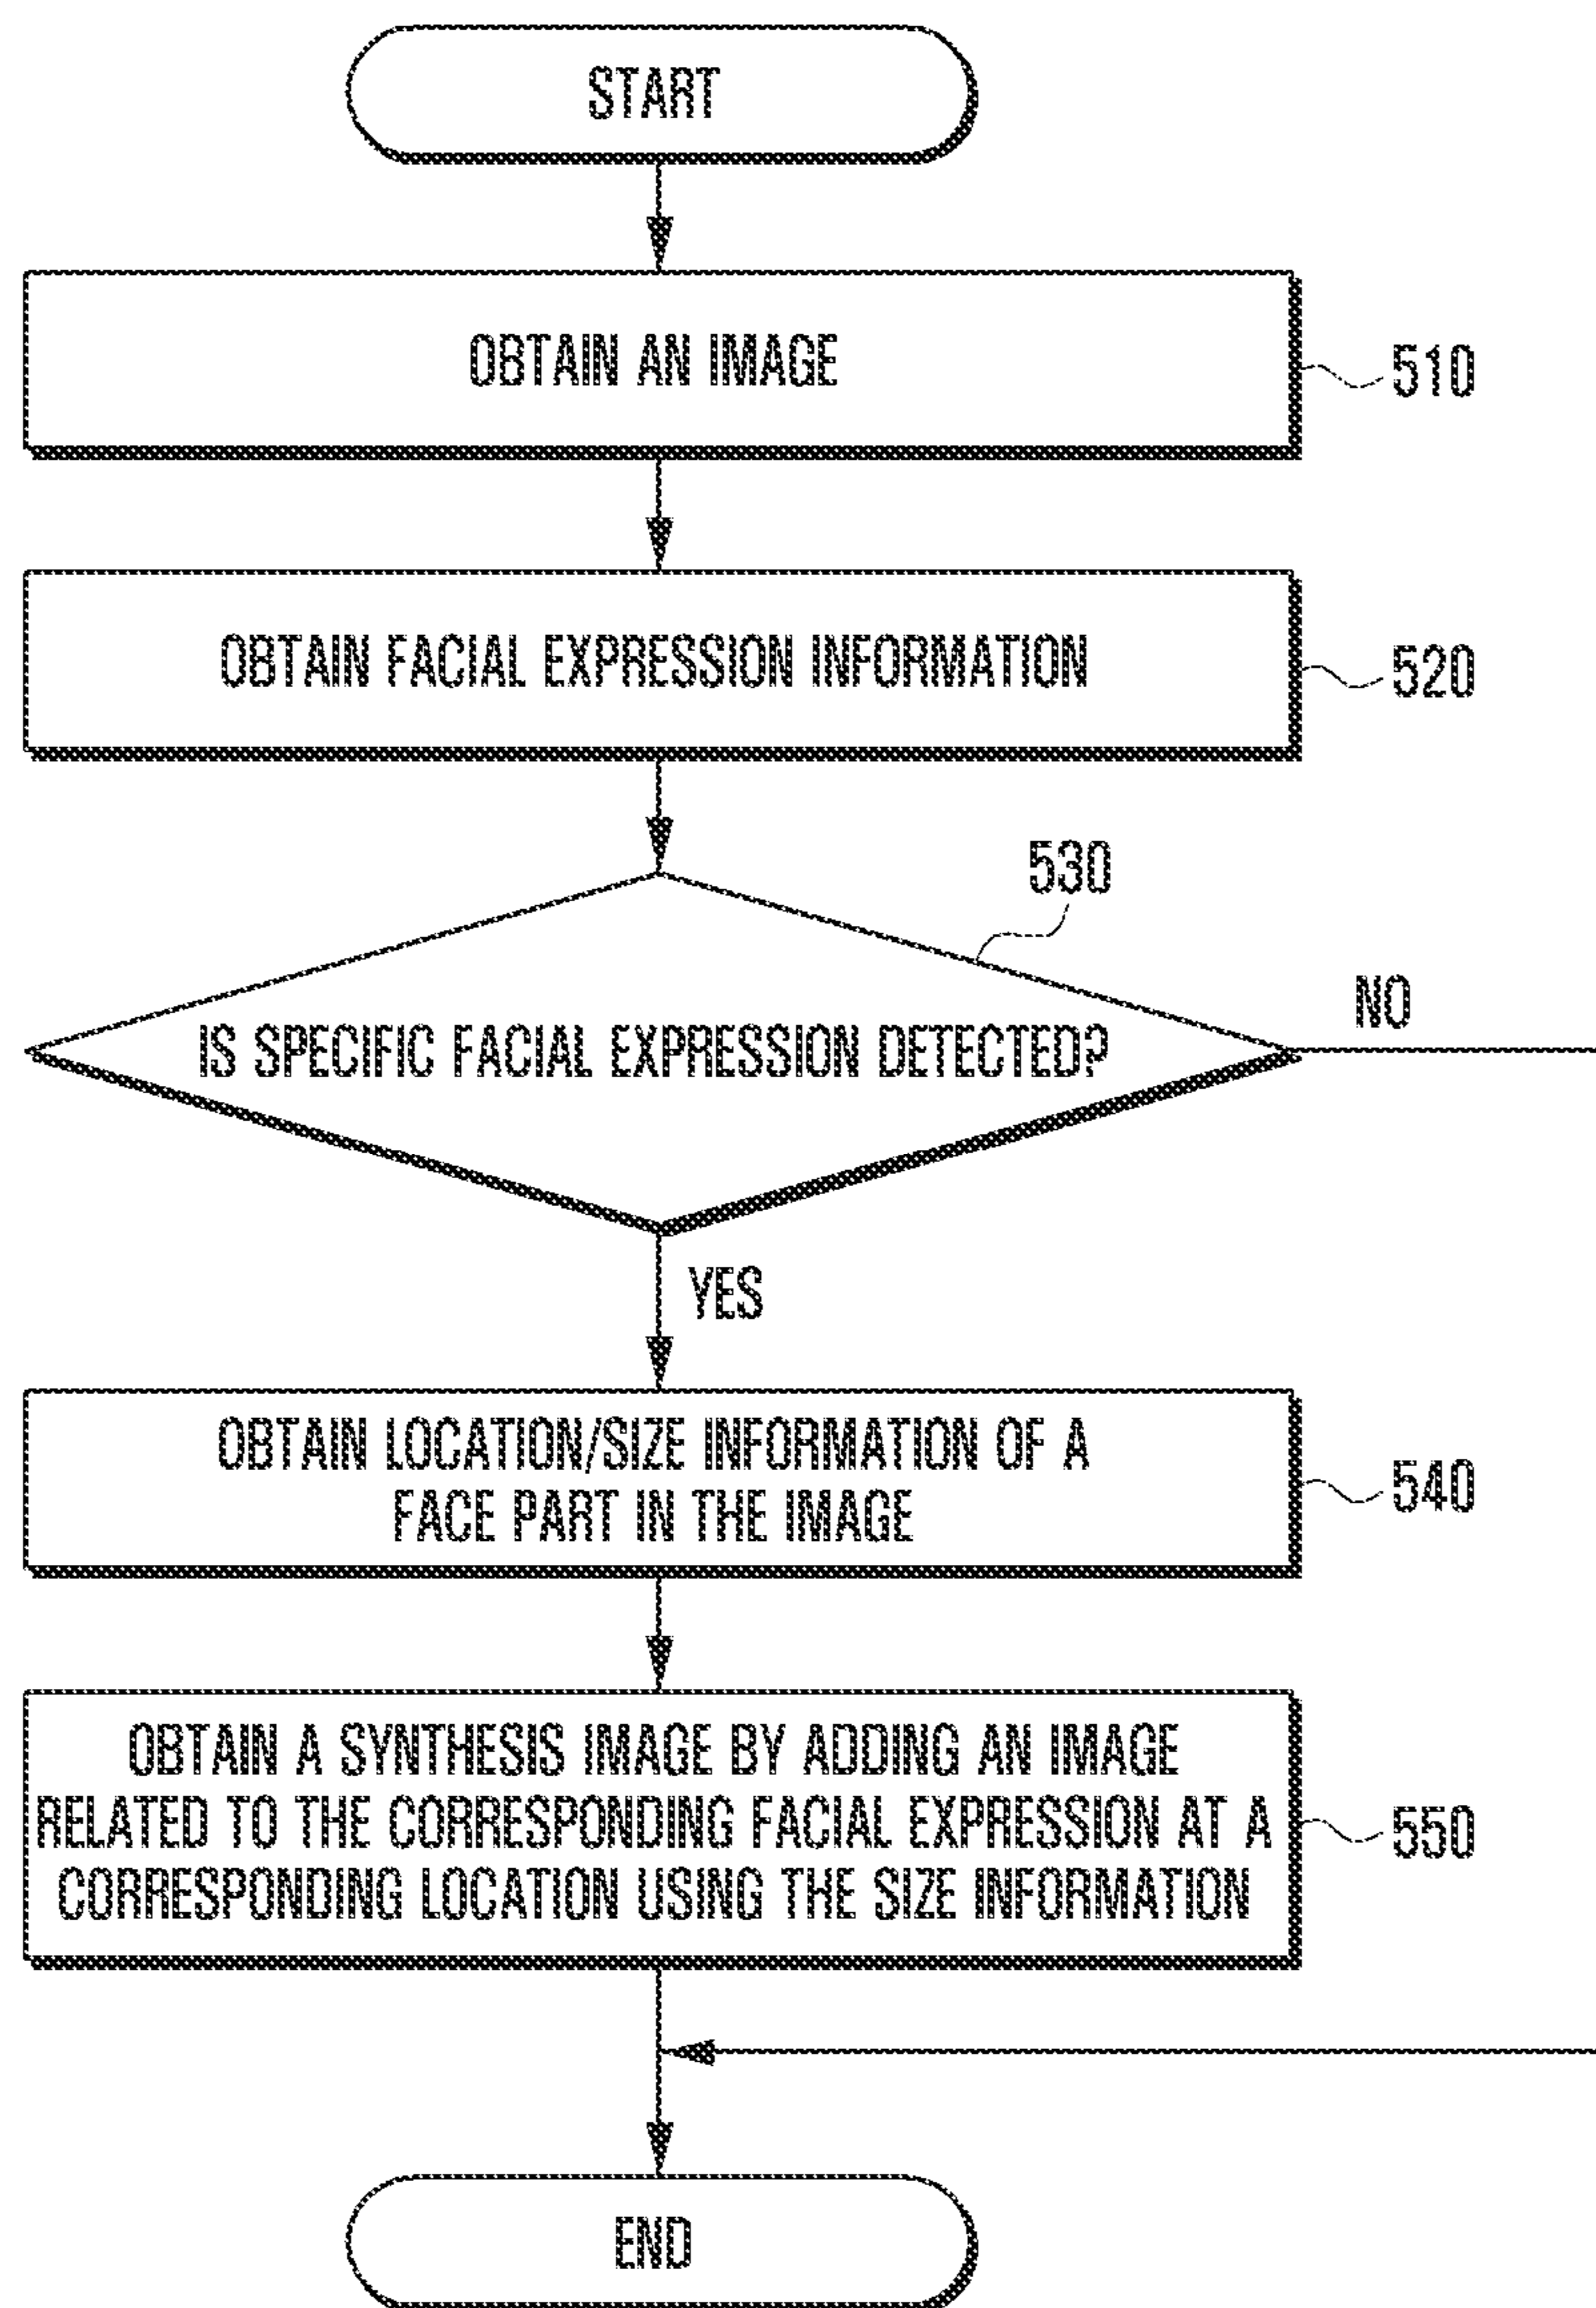 START
OBTAIN AN IMAGE
510
OBTAIN FACIAL EXPRESSION INFORMATION
520
530
IS SPECIFIC FACIAL EXPRESSION DETECTED?
NO
YES
OBTAIN LOCATION/SIZE INFORMATION OF A
FACE PART IN THE IMAGE
540
OBTAIN A SYNTHESIS IMAGE BY ADDING AN IMAGE
RELATED TO THE CORRESPONDING FACIAL EXPRESSION AT A
CORRESPONDING LOCATION USING THE SIZE INFORMATION
550
END